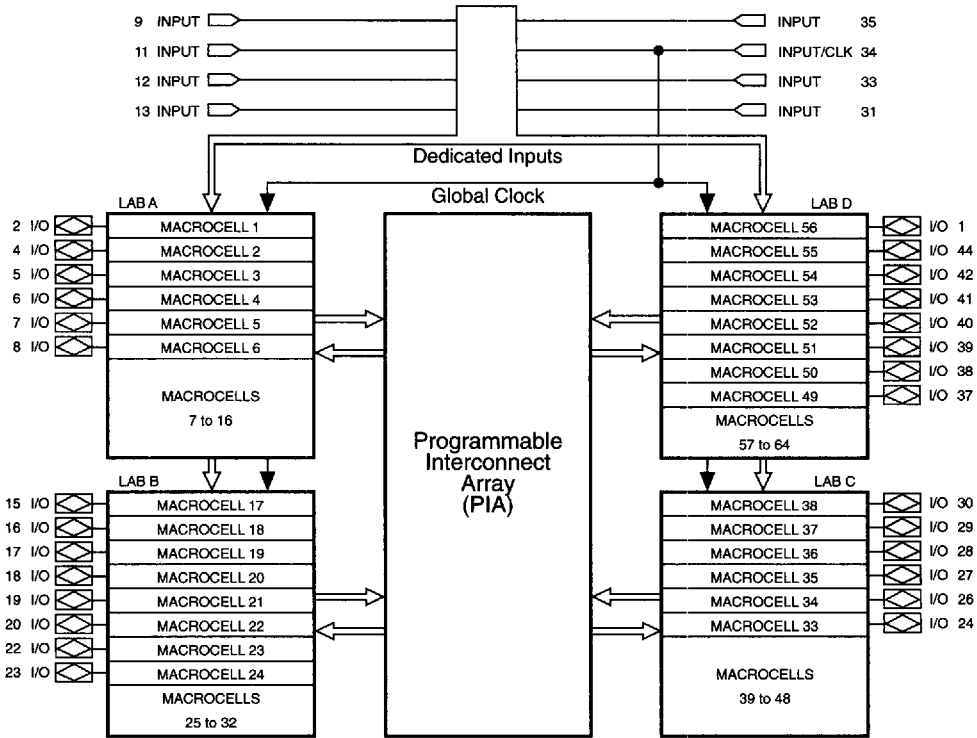 9 INPUT
11 INPUT
12 INPUT
13 INPUT
INPUT 35
INPUT/CLK 34
INPUT 33
INPUT 31
Dedicated Inputs
Global Clock
LAB A
2 I/O MACROCELL 1
4 I/O MACROCELL 2
5 I/O MACROCELL 3
6 I/O MACROCELL 4
7 I/O MACROCELL 5
8 I/O MACROCELL 6
MACROCELLS
7 to 16
LAB B
15 I/O MACROCELL 17
16 I/O MACROCELL 18
17 I/O MACROCELL 19
18 I/O MACROCELL 20
19 I/O MACROCELL 21
20 I/O MACROCELL 22
22 I/O MACROCELL 23
23 I/O MACROCELL 24
MACROCELLS
25 to 32
Programmable
Interconnect
Array
(PIA)
LAB D
MACROCELL 56 I/O 1
MACROCELL 55 I/O 44
MACROCELL 54 I/O 42
MACROCELL 53 I/O 41
MACROCELL 52 I/O 40
MACROCELL 51 I/O 39
MACROCELL 50 I/O 38
MACROCELL 49 I/O 37
MACROCELLS
57 to 64
LAB C
MACROCELL 38 I/O 30
MACROCELL 37 I/O 29
MACROCELL 36 I/O 28
MACROCELL 35 I/O 27
MACROCELL 34 I/O 26
MACROCELL 33 I/O 24
MACROCELLS
39 to 48